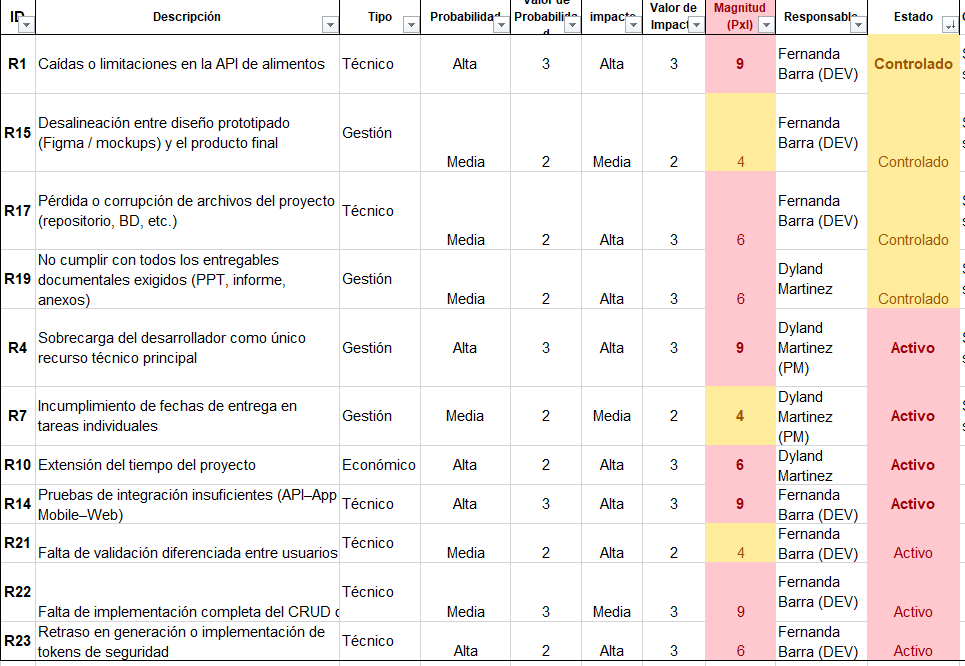 ID Descripción Tipo Probabilidad Valor de Probabilidad impacto Valor de Impacto Magnitud (PxI) Responsable Estado
R1 Caídas o limitaciones en la API de alimentos Técnico Alta 3 Alta 3 9 Fernanda Barra (DEV) Controlado
R15 Desalineación entre diseño prototipado (Figma / mockups) y el producto final Gestión Media 2 Media 2 4 Fernanda Barra (DEV) Controlado
R17 Pérdida o corrupción de archivos del proyecto (repositorio, BD, etc.) Técnico Media 2 Alta 3 6 Fernanda Barra (DEV) Controlado
R19 No cumplir con todos los entregables documentales exigidos (PPT, informe, anexos) Gestión Media 2 Alta 3 6 Dyland Martinez Controlado
R4 Sobrecarga del desarrollador como único recurso técnico principal Gestión Alta 3 Alta 3 9 Dyland Martinez (PM) Activo
R7 Incumplimiento de fechas de entrega en tareas individuales Gestión Media 2 Media 2 4 Dyland Martinez (PM) Activo
R10 Extensión del tiempo del proyecto Económico Alta 2 Alta 3 6 Dyland Martinez Activo
R14 Pruebas de integración insuficientes (API–App Mobile–Web) Técnico Alta 3 Alta 3 9 Fernanda Barra (DEV) Activo
R21 Falta de validación diferenciada entre usuarios Técnico Media 2 Alta 2 4 Fernanda Barra (DEV) Activo
R22 Falta de implementación completa del CRUD Técnico Media 3 Media 3 9 Fernanda Barra (DEV) Activo
R23 Retraso en generación o implementación de tokens de seguridad Técnico Alta 2 Alta 3 6 Fernanda Barra (DEV) Activo